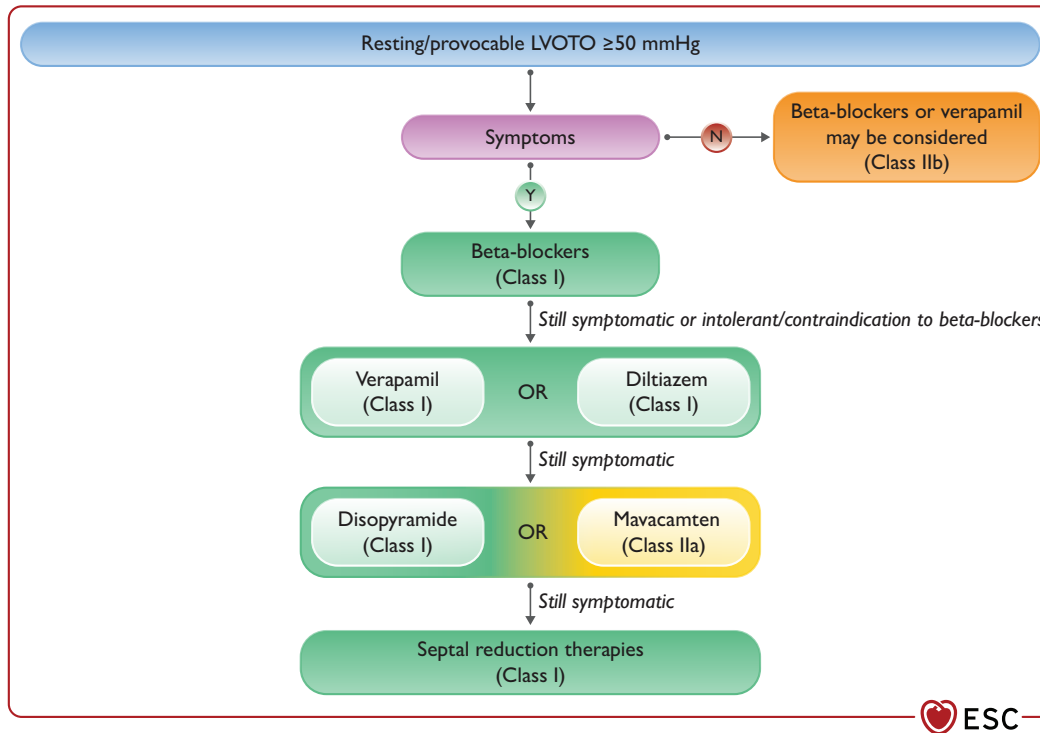 Resting/provocable LVOTO ≥50 mmHg
Symptoms
N
Beta-blockers or verapamil
may be considered
(Class IIb)
Y
Beta-blockers
(Class I)
Still symptomatic or intolerant/contraindication to beta-blockers
Verapamil
(Class I)
OR
Diltiazem
(Class I)
Still symptomatic
Disopyramide
(Class I)
OR
Mavacamten
(Class IIa)
Still symptomatic
Septal reduction therapies
(Class I)
ESC